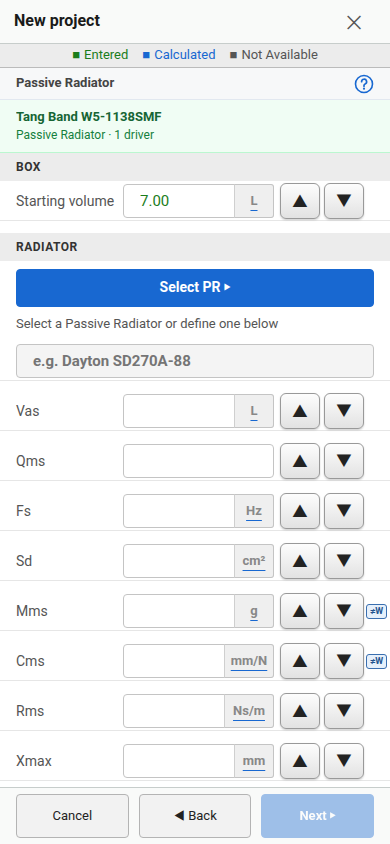 New project
Entered Calculated Not Available
Passive Radiator
Tang Band W5-1138SMF
Passive Radiator · 1 driver
BOX
Starting volume 7.00 L ▲ ▼
RADIATOR
Select PR ▸
Select a Passive Radiator or define one below
e.g. Dayton SD270A-88
Vas L ▲ ▼
Qms ▲ ▼
Fs Hz ▲ ▼
Sd cm² ▲ ▼
Mms g ▲ ▼ ≠W
Cms mm/N ▲ ▼ ≠W
Rms Ns/m ▲ ▼
Xmax mm ▲ ▼
Cancel ◀ Back Next ▸